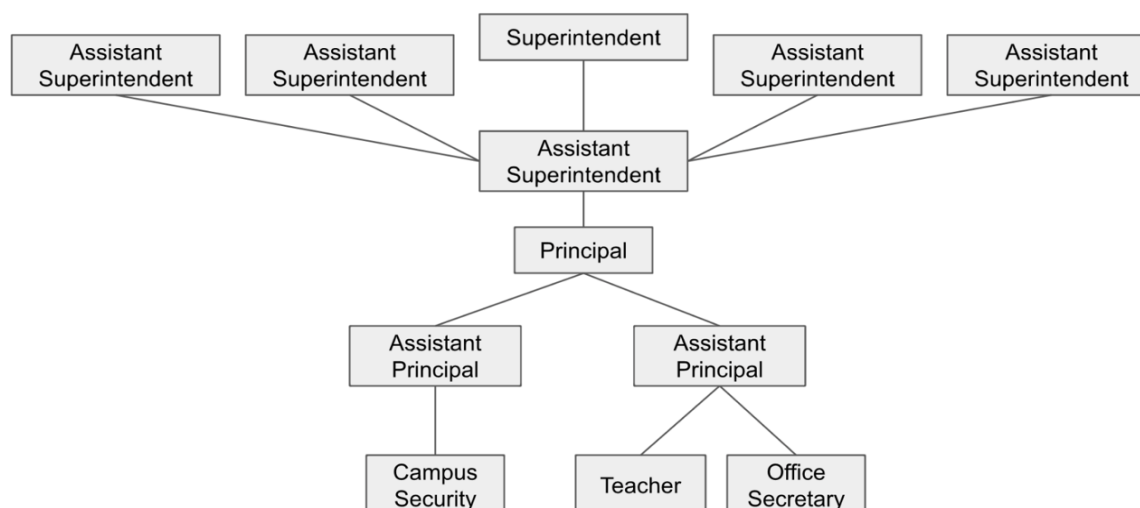 Assistant
Superintendent
Assistant
Superintendent
Superintendent
Assistant
Superintendent
Assistant
Superintendent
Assistant
Superintendent
Principal
Assistant
Principal
Assistant
Principal
Campus
Security
Teacher
Office
Secretary